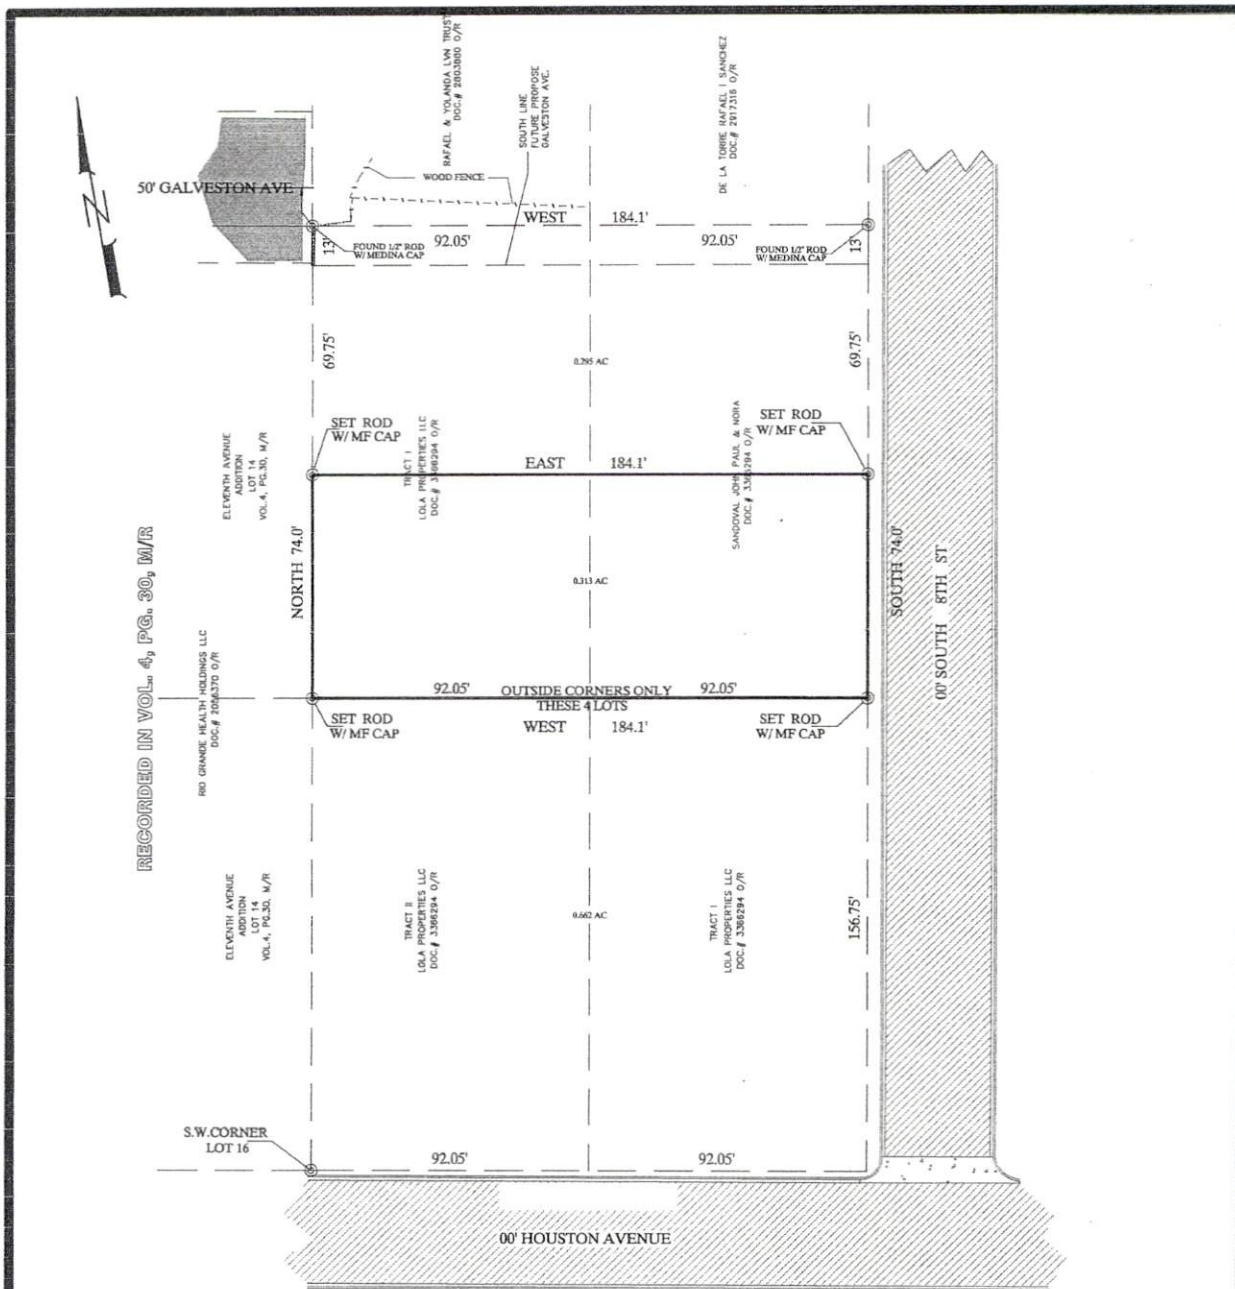 RAFAEL & YOLANDA LVN TRUST
DOC.# 2803880 O/R
SOUTH LINE
FUTURE PROPOSE
GALVESTON AVE.
DE LA TORRE RAFAEL I SANCHEZ
DOC.# 2917316 O/R
N
50' GALVESTON AVE
WOOD FENCE
WEST 184.1'
13'
FOUND 1/2" ROD
W/ MEDINA CAP
92.05'
92.05'
FOUND 1/2" ROD
W/ MEDINA CAP
13'
69.75'
0.295 AC
69.75'
ELEVENTH AVENUE
ADDITION
LOT 14
VOL.4, PG.30, M/R
SET ROD
W/ MF CAP
TRACT I
LOLA PROPERTIES LLC
DOC.# 3366294 O/R
EAST 184.1'
SANDOVAL JOHN PAUL & NORA
DOC.# 3366294 O/R
SET ROD
W/ MF CAP
RECORDED IN VOL. 4, PG. 30, M/R
NORTH 74.0'
0.313 AC
SOUTH 74.0'
00' SOUTH 8TH ST
RIO GRANDE HEALTH HOLDINGS LLC
DOC.# 2056370 O/R
92.05' OUTSIDE CORNERS ONLY 92.05'
THESE 4 LOTS
SET ROD
W/ MF CAP
WEST 184.1'
SET ROD
W/ MF CAP
ELEVENTH AVENUE
ADDITION
LOT 14
VOL.4, PG.30, M/R
TRACT II
LOLA PROPERTIES LLC
DOC.# 3366294 O/R
0.662 AC
TRACT I
LOLA PROPERTIES LLC
DOC.# 3366294 O/R
156.75'
S.W.CORNER
LOT 16
92.05'
92.05'
00' HOUSTON AVENUE